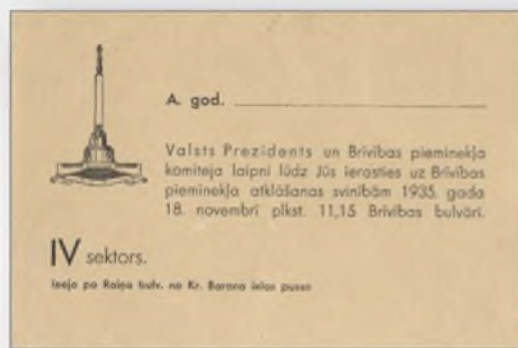 A. god.
Valsts Prezidents un Brīvības pieminekļa
komiteja laipni lūdz Jūs ierasties uz Brīvības
pieminekļa atklāšanas svinībām 1935. gada
18. novembrī plkst. 11,15 Brīvības bulvārī.
IV sektors.
Ieeja pa Raiņa bulv. no Kr. Barona ielas puses